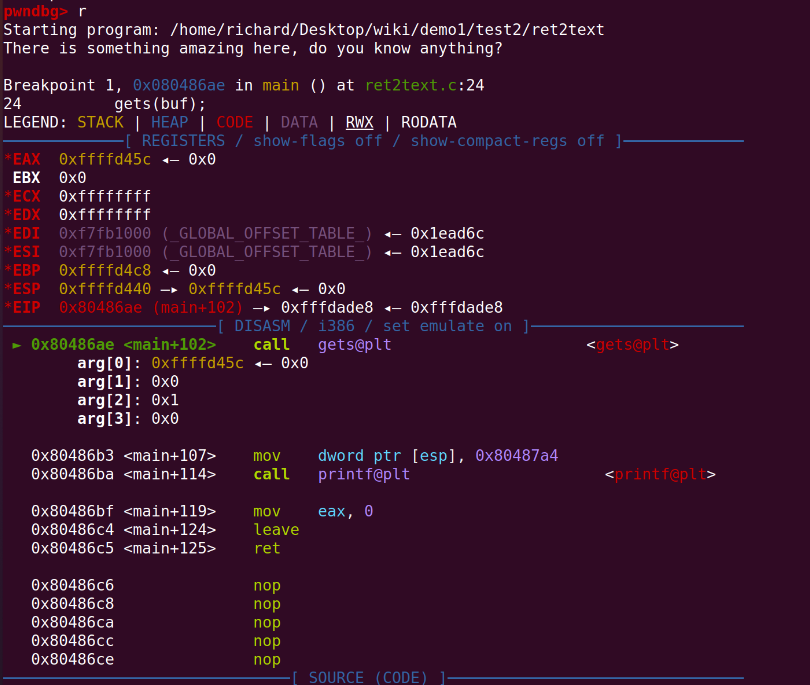 pwndbg> r
Starting program: /home/richard/Desktop/wiki/demo1/test2/ret2text
There is something amazing here, do you know anything?
Breakpoint 1, 0x080486ae in main () at ret2text.c:24
24          gets(buf);
LEGEND: STACK | HEAP | CODE | DATA | RWX | RODATA
[ REGISTERS / show-flags off / show-compact-regs off ]
*EAX  0xffffd45c ◂— 0x0
EBX  0x0
*ECX  0xffffffff
*EDX  0xffffffff
*EDI  0xf7fb1000 (_GLOBAL_OFFSET_TABLE_) ◂— 0x1ead6c
*ESI  0xf7fb1000 (_GLOBAL_OFFSET_TABLE_) ◂— 0x1ead6c
*EBP  0xffffd4c8 ◂— 0x0
*ESP  0xffffd440 —▸ 0xffffd45c ◂— 0x0
*EIP  0x80486ae (main+102) —▸ 0xfffdade8 ◂— 0xfffdade8
[ DISASM / i386 / set emulate on ]
► 0x80486ae <main+102>    call   gets@plt                     <gets@plt>
arg[0]: 0xffffd45c ◂— 0x0
arg[1]: 0x0
arg[2]: 0x1
arg[3]: 0x0
0x80486b3 <main+107>    mov    dword ptr [esp], 0x80487a4
0x80486ba <main+114>    call   printf@plt                     <printf@plt>
0x80486bf <main+119>    mov    eax, 0
0x80486c4 <main+124>    leave
0x80486c5 <main+125>    ret
0x80486c6               nop
0x80486c8               nop
0x80486ca               nop
0x80486cc               nop
0x80486ce               nop
[ SOURCE (CODE) ]